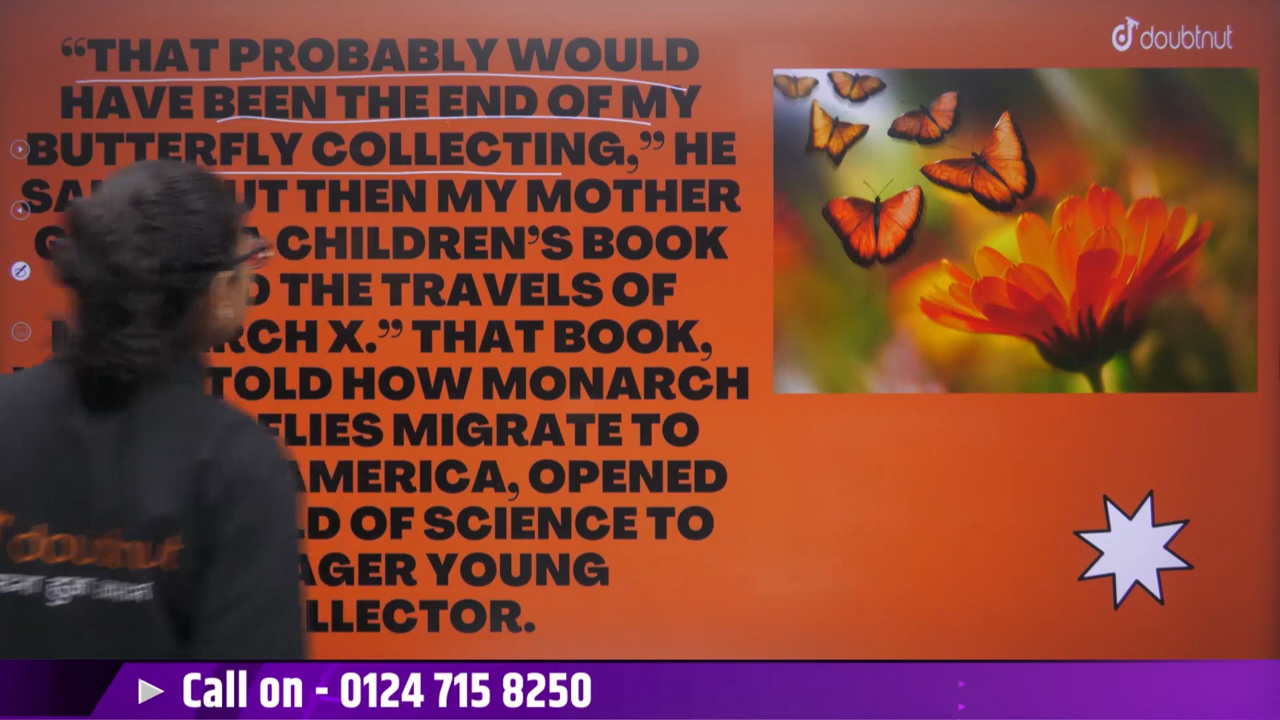 “THAT PROBABLY WOULD
HAVE BEEN THE END OF MY
BUTTERFLY COLLECTING,” HE
UT THEN MY MOTHER
A CHILDREN’S BOOK
THE TRAVELS OF
RCH X.” THAT BOOK,
TOLD HOW MONARCH
FLIES MIGRATE TO
AMERICA, OPENED
LD OF SCIENCE TO
AGER YOUNG
LLECTOR.
doubtnut
doubtnut
Call on - 0124 715 8250